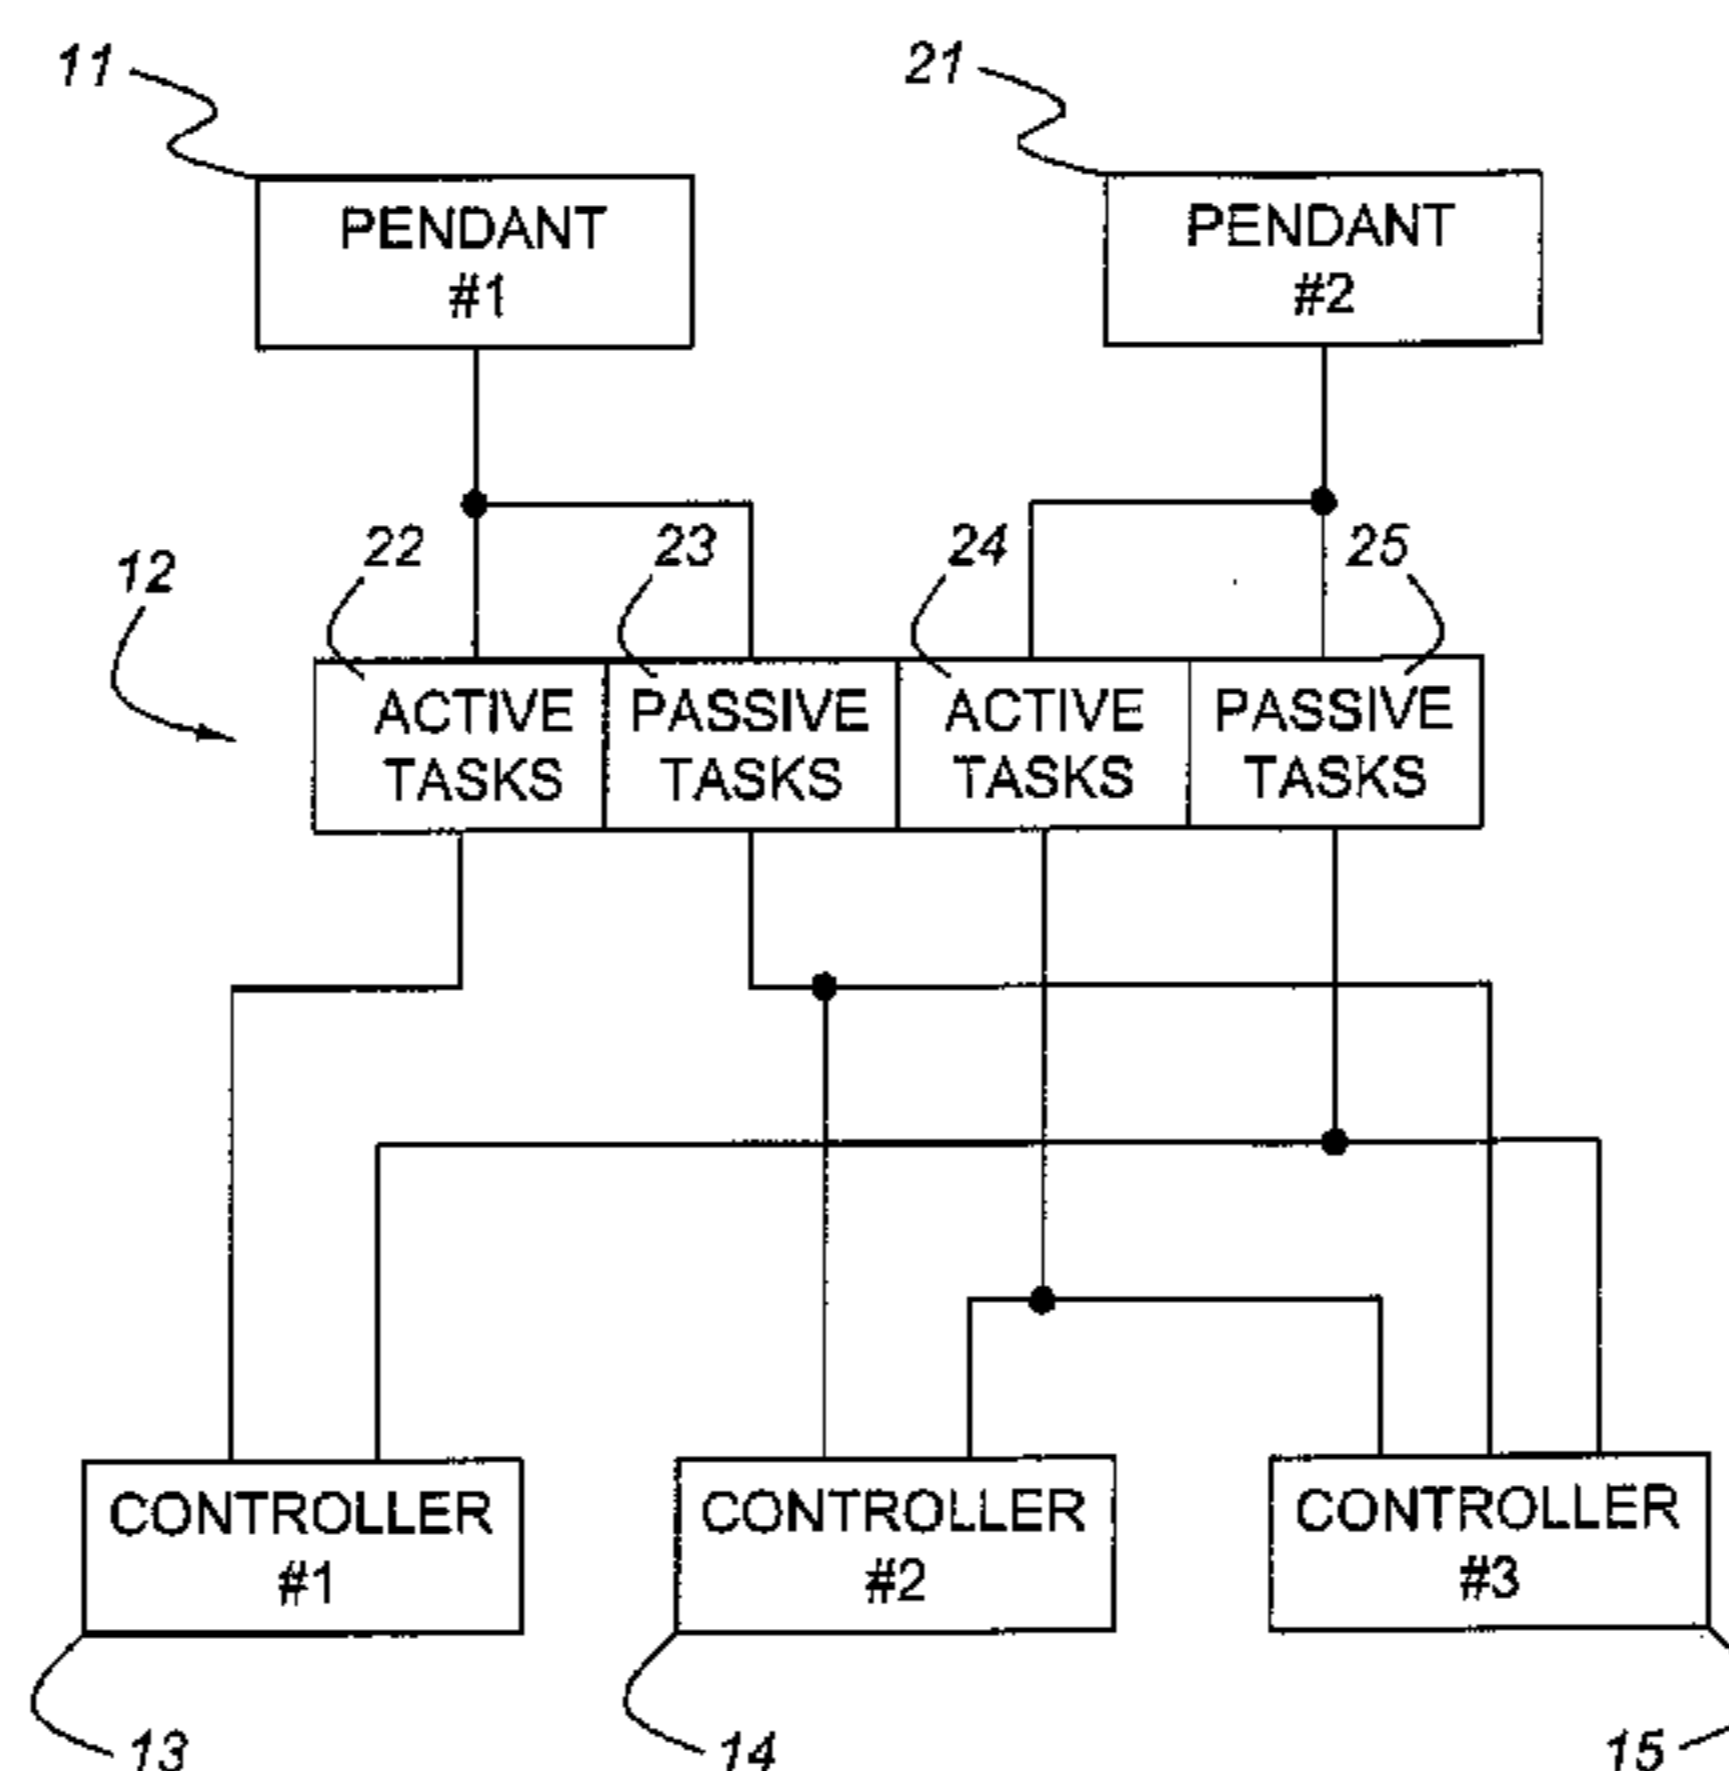 11
21
PENDANT
#1
PENDANT
#2
12
22
23
24
25
ACTIVE
TASKS
PASSIVE
TASKS
ACTIVE
TASKS
PASSIVE
TASKS
CONTROLLER
#1
CONTROLLER
#2
CONTROLLER
#3
13
14
15